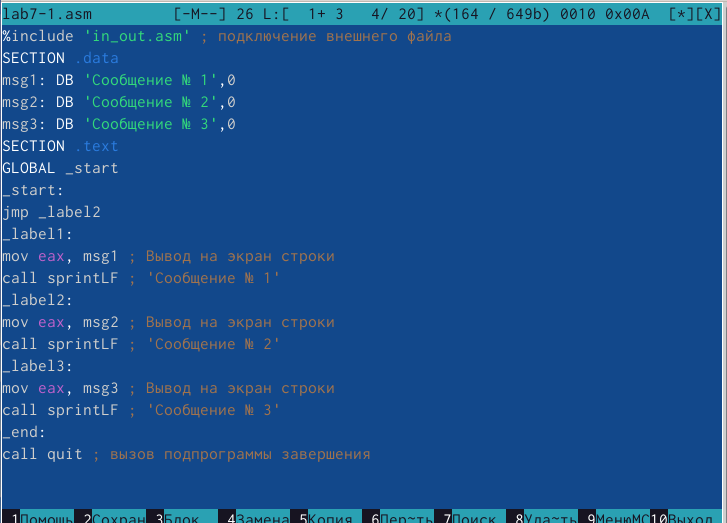 lab7-1.asm [-M--] 26 L:[ 1+ 3 4/ 20] *(164 / 649b) 0010 0x00A [*][X]
%include 'in_out.asm' ; подключение внешнего файла
SECTION .data
msg1: DB 'Сообщение № 1',0
msg2: DB 'Сообщение № 2',0
msg3: DB 'Сообщение № 3',0
SECTION .text
GLOBAL _start
_start:
jmp _label2
_label1:
mov eax, msg1 ; Вывод на экран строки
call sprintLF ; 'Сообщение № 1'
_label2:
mov eax, msg2 ; Вывод на экран строки
call sprintLF ; 'Сообщение № 2'
_label3:
mov eax, msg3 ; Вывод на экран строки
call sprintLF ; 'Сообщение № 3'
_end:
call quit ; вызов подпрограммы завершения
1Помощь 2Сохран 3Блок 4Замена 5Копия 6Пер~ть 7Поиск 8Уда~ть 9МенюMC 10Выход